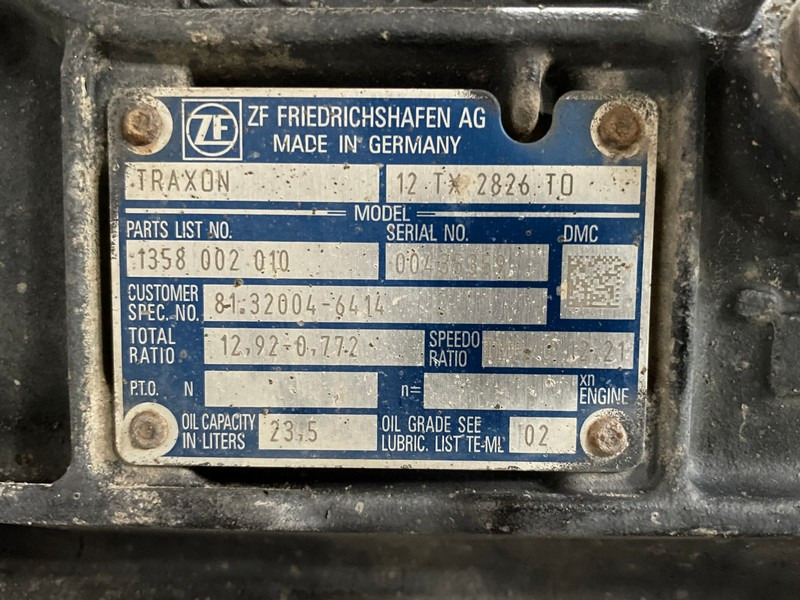 ZF
ZF FRIEDRICHSHAFEN AG
MADE IN GERMANY
TRAXON
12 TX 2826 TO
MODEL
PARTS LIST NO.
SERIAL NO.
DMC
1358 002 010
CUSTOMER
SPEC. NO.
81.32004-6414
TOTAL
RATIO
12,92-0,772
SPEEDO
RATIO
P.T.O. N
n=
xn
ENGINE
OIL CAPACITY
IN LITERS
23,5
OIL GRADE SEE
LUBRIC. LIST TE-ML
02